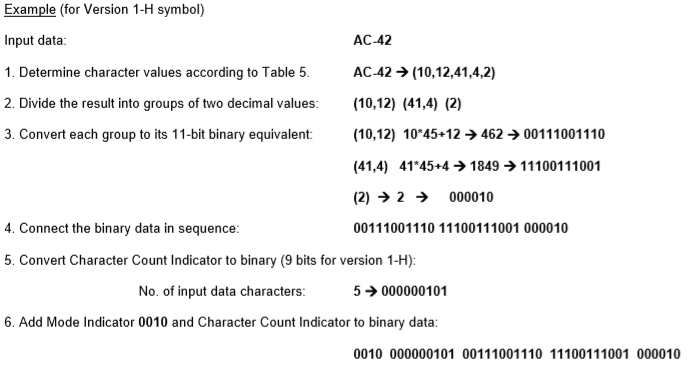 Example (for Version 1-H symbol)
Input data: AC-42
1. Determine character values according to Table 5. AC-42 → (10,12,41,4,2)
2. Divide the result into groups of two decimal values: (10,12) (41,4) (2)
3. Convert each group to its 11-bit binary equivalent: (10,12) 10*45+12 → 462 → 00111001110
(41,4) 41*45+4 → 1849 → 11100111001
(2) → 2 → 000010
4. Connect the binary data in sequence: 00111001110 11100111001 000010
5. Convert Character Count Indicator to binary (9 bits for version 1-H):
No. of input data characters: 5 → 000000101
6. Add Mode Indicator 0010 and Character Count Indicator to binary data:
0010 000000101 00111001110 11100111001 000010